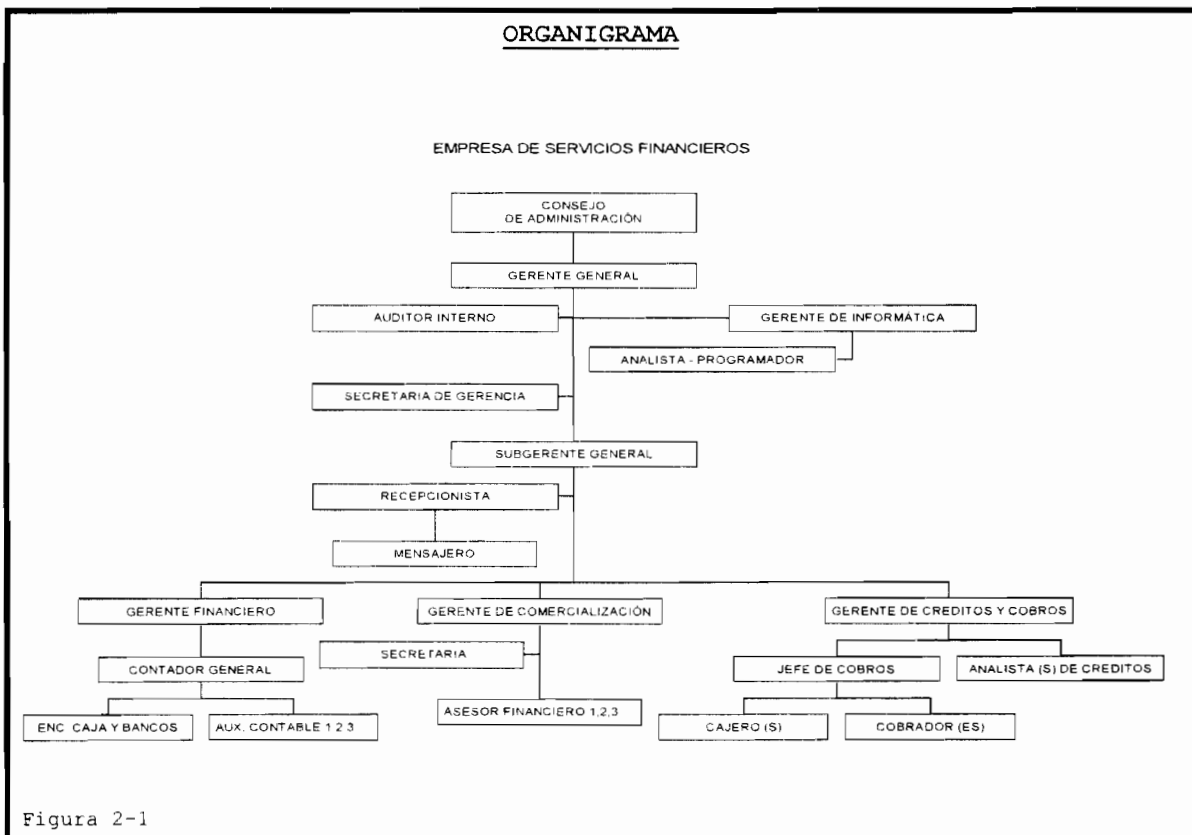 ORGANIGRAMA
EMPRESA DE SERVICIOS FINANCIEROS
CONSEJO
DE ADMINISTRACIÓN
GERENTE GENERAL
AUDITOR INTERNO
GERENTE DE INFORMÁTICA
ANALISTA - PROGRAMADOR
SECRETARIA DE GERENCIA
SUBGERENTE GENERAL
RECEPCIONISTA
MENSAJERO
GERENTE FINANCIERO
GERENTE DE COMERCIALIZACIÓN
GERENTE DE CREDITOS Y COBROS
SECRETARIA
CONTADOR GENERAL
JEFE DE COBROS
ANALISTA (S) DE CREDITOS
ENC. CAJA Y BANCOS
AUX. CONTABLE 1,2,3
ASESOR FINANCIERO 1,2,3
CAJERO (S)
COBRADOR (ES)
Figura 2-1